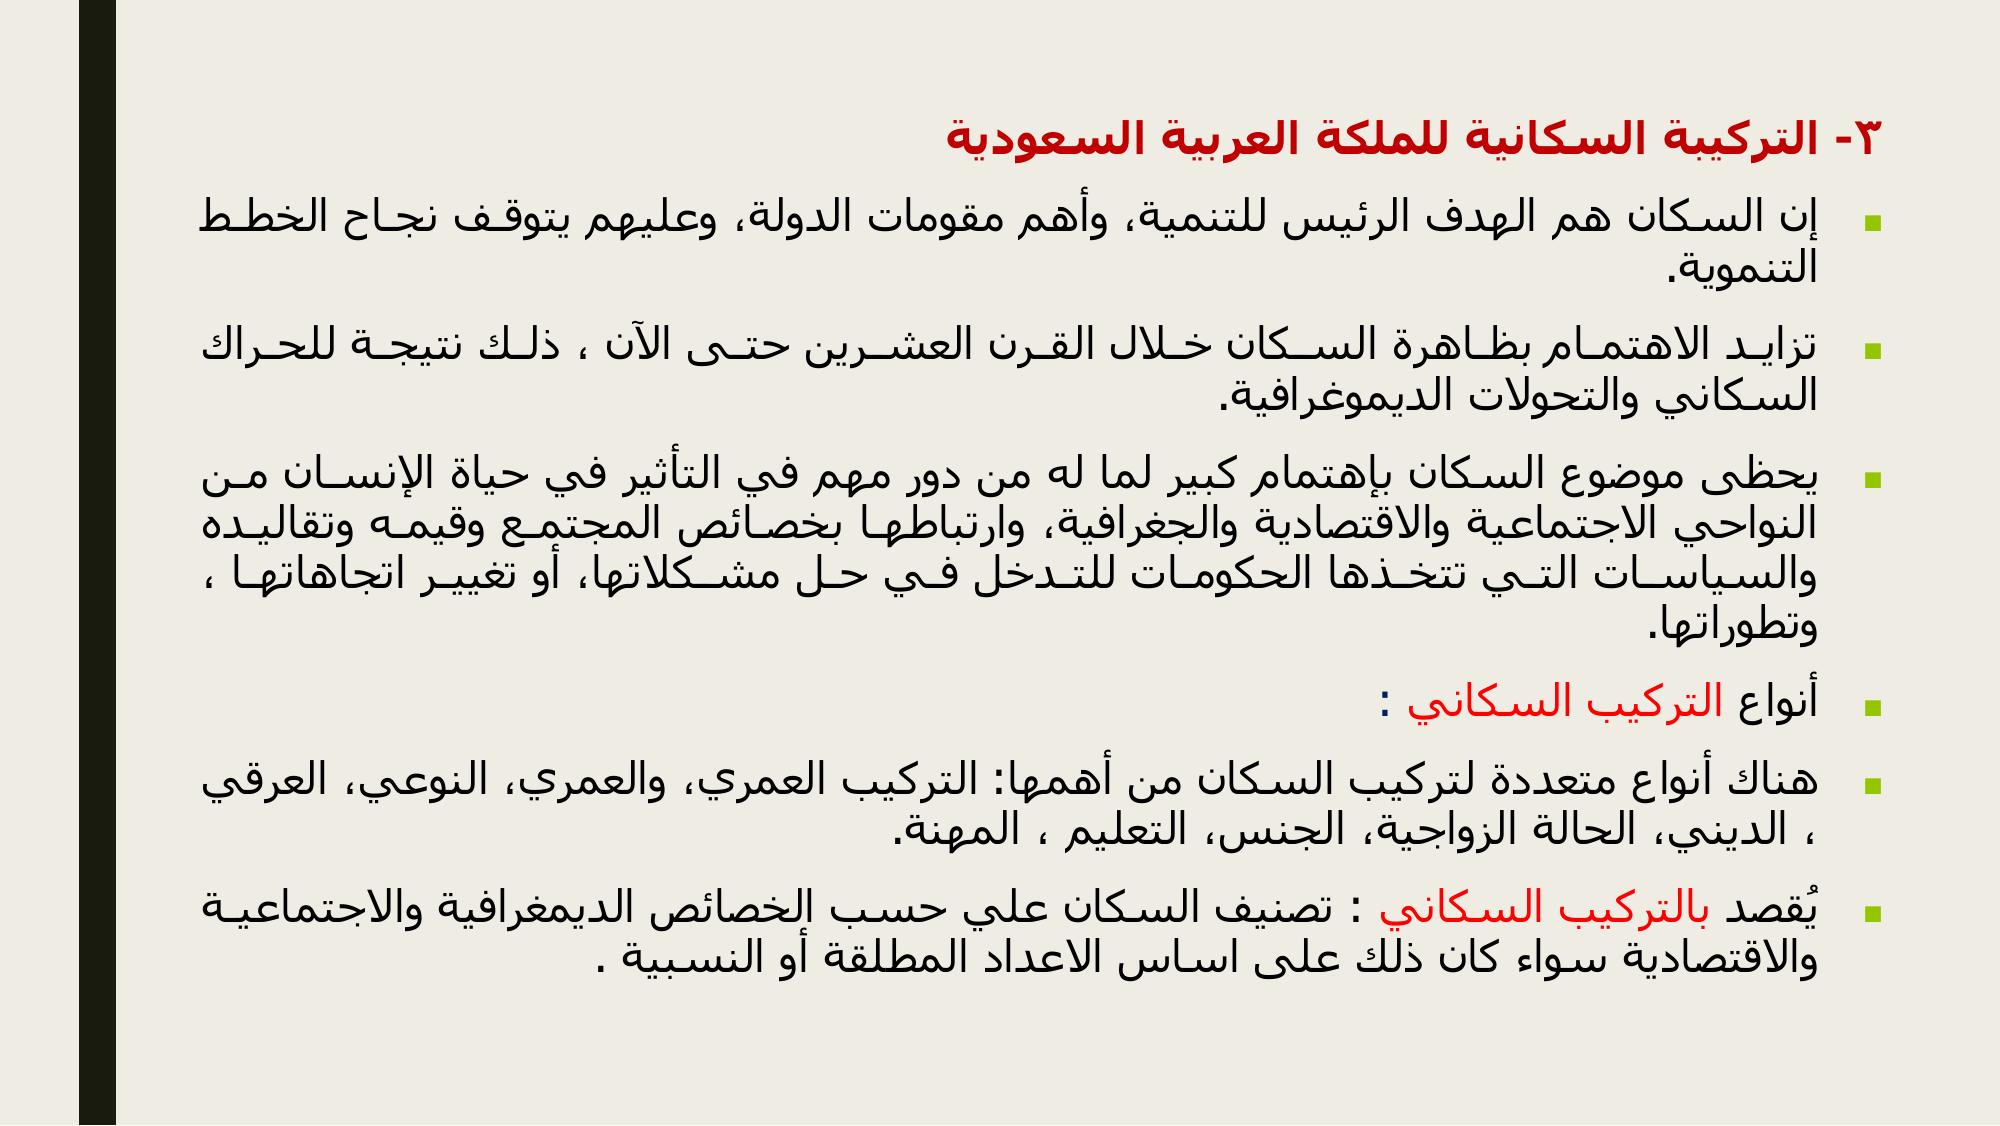 ٣- التركيبة السكانية للملكة العربية السعودية
إن السكان هم الهدف الرئيس للتنمية، وأهم مقومات الدولة، وعليهم يتوقف نجاح الخطط
التنموية.
تزايد الاهتمام بظاهرة السكان خلال القرن العشرين حتى الآن ، ذلك نتيجة للحراك
السكاني والتحولات الديموغرافية.
يحظى موضوع السكان بإهتمام كبير لما له من دور مهم في التأثير في حياة الإنسان من
النواحي الاجتماعية والاقتصادية والجغرافية، وارتباطها بخصائص المجتمع وقيمه وتقاليده
والسياسات التي تتخذها الحكومات للتدخل في حل مشكلاتها، أو تغيير اتجاهاتها ،
وتطوراتها.
أنواع التركيب السكاني :
هناك أنواع متعددة لتركيب السكان من أهمها: التركيب العمري، والعمري، النوعي، العرقي
، الديني، الحالة الزواجية، الجنس، التعليم ، المهنة.
يُقصد بالتركيب السكاني : تصنيف السكان علي حسب الخصائص الديمغرافية والاجتماعية
والاقتصادية سواء كان ذلك على اساس الاعداد المطلقة أو النسبية .